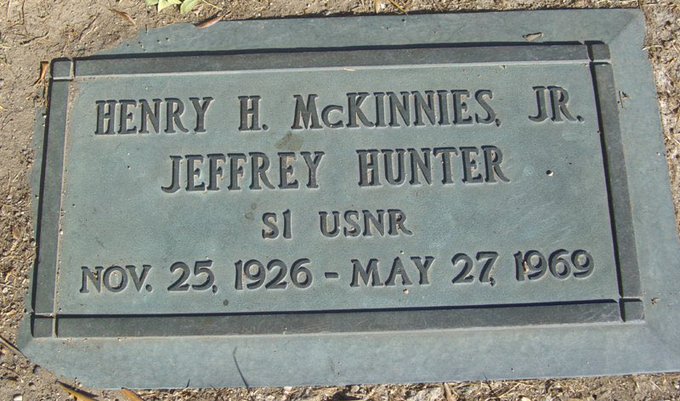 HENRY H. McKINNIES, JR.
JEFFREY HUNTER
S1 USNR
NOV. 25, 1926 - MAY 27, 1969